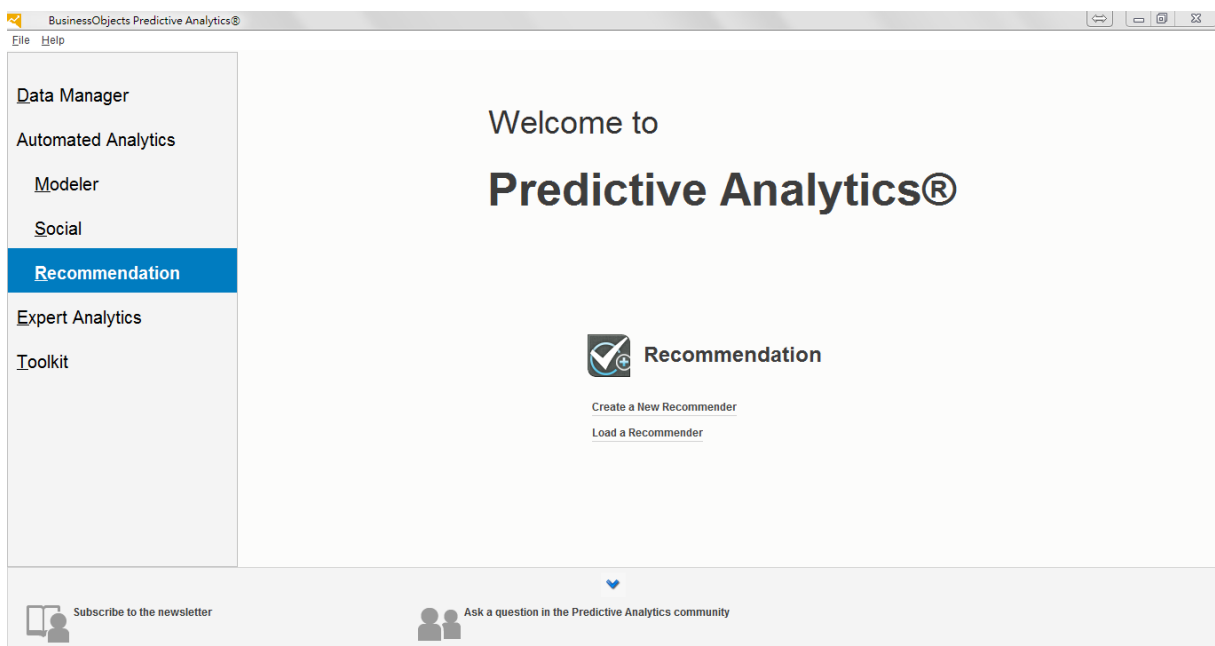 BusinessObjects Predictive Analytics®
File Help
Data Manager
Automated Analytics
Modeler
Social
Recommendation
Expert Analytics
Toolkit
Welcome to
Predictive Analytics®
Recommendation
Create a New Recommender
Load a Recommender
Subscribe to the newsletter
Ask a question in the Predictive Analytics community